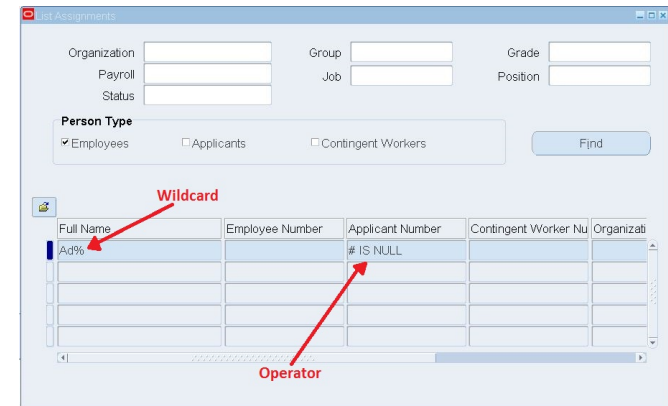 List Assignments
Organization Group Grade
Payroll Job Position
Status
Person Type
Employees Applicants Contingent Workers Find
Wildcard
Full Name Employee Number Applicant Number Contingent Worker Nu Organizati
Ad% # IS NULL
Operator